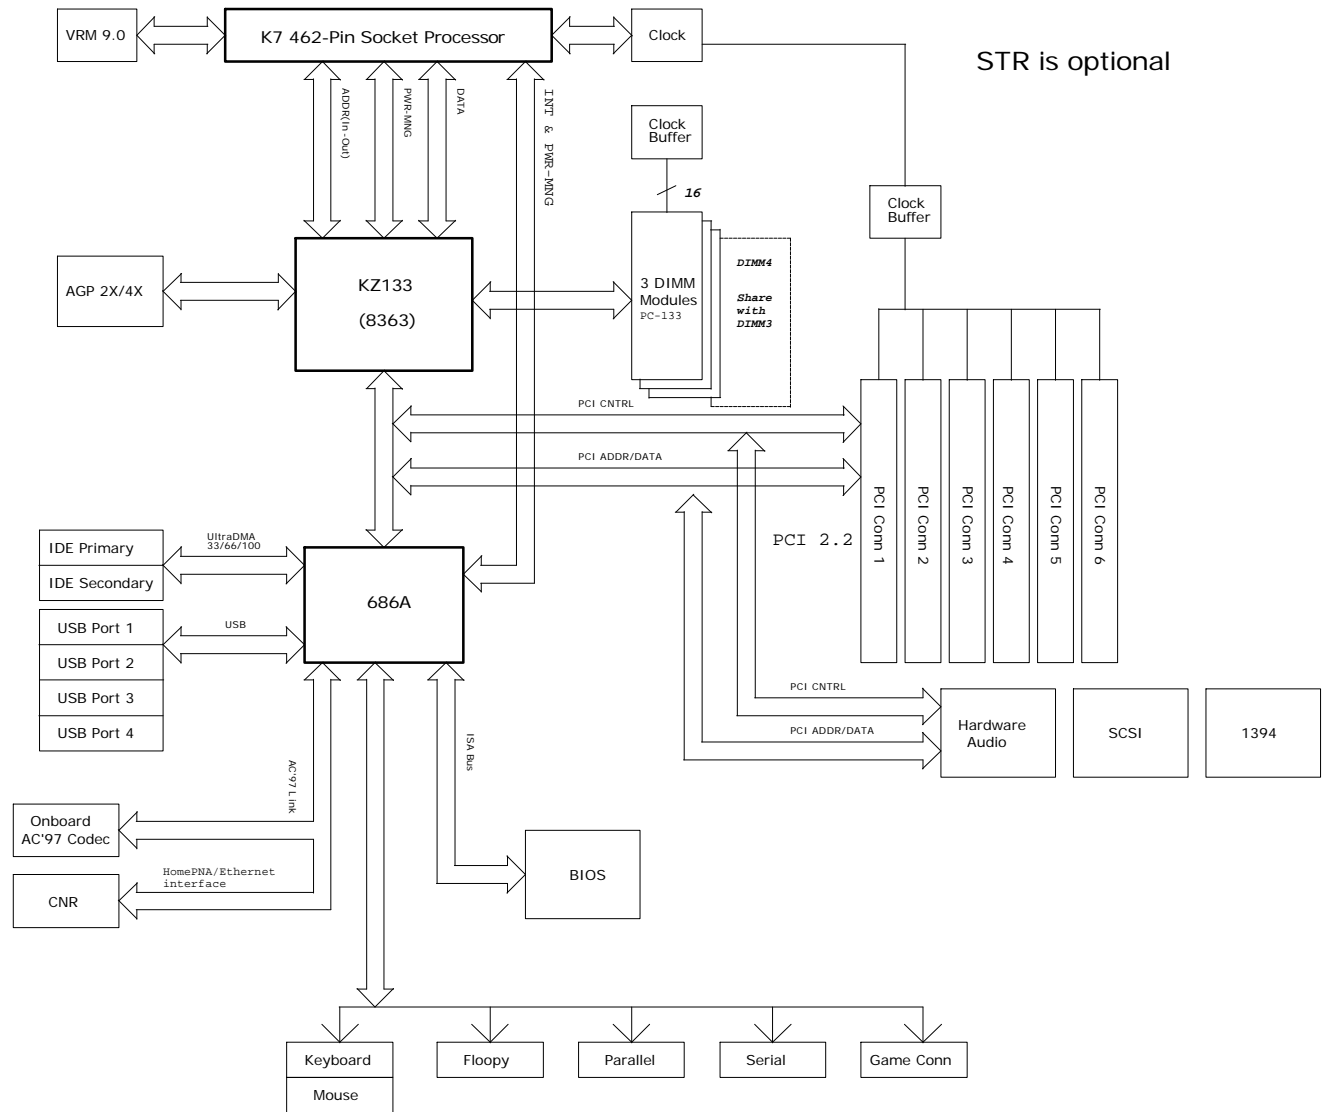 VRM 9.0
K7 462-Pin Socket Processor
Clock
STR is optional
ADDR(In-Out)
PWR-MNG
DATA
INT & PWR-MNG
Clock
Buffer
16
Clock
Buffer
AGP 2X/4X
KZ133
(8363)
3 DIMM
Modules
PC-133
DIMM4
Share
with
DIMM3
PCI CNTRL
PCI ADDR/DATA
PCI 2.2
PCI Conn 1
PCI Conn 2
PCI Conn 3
PCI Conn 4
PCI Conn 5
PCI Conn 6
IDE Primary
IDE Secondary
UltraDMA
33/66/100
686A
USB Port 1
USB Port 2
USB Port 3
USB Port 4
USB
PCI CNTRL
PCI ADDR/DATA
Hardware
Audio
SCSI
1394
AC'97 Link
ISA Bus
Onboard
AC'97 Codec
HomePNA/Ethernet
interface
CNR
BIOS
Keyboard
Mouse
Floopy
Parallel
Serial
Game Conn